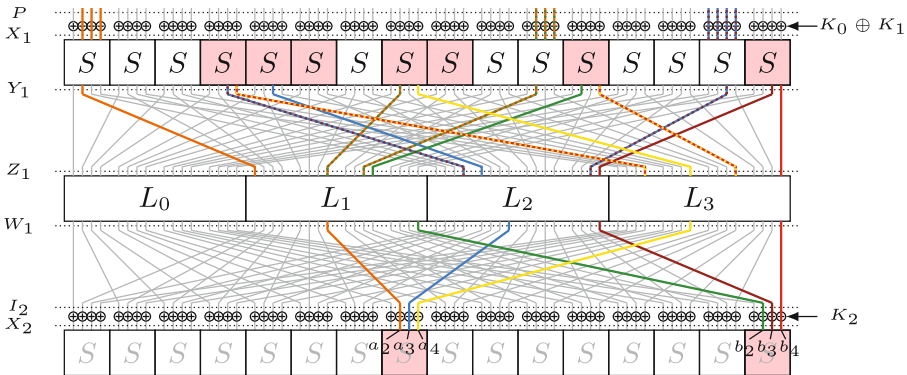 P
X₁
K₀ ⊕ K₁
S S S S S S S S S S S S S S S S
Y₁
Z₁
L₀ L₁ L₂ L₃
W₁
I₂
X₂
K₂
a₂ a₃ a₄ b₂ b₃ b₄
S S S S S S S S S S S S S S S S